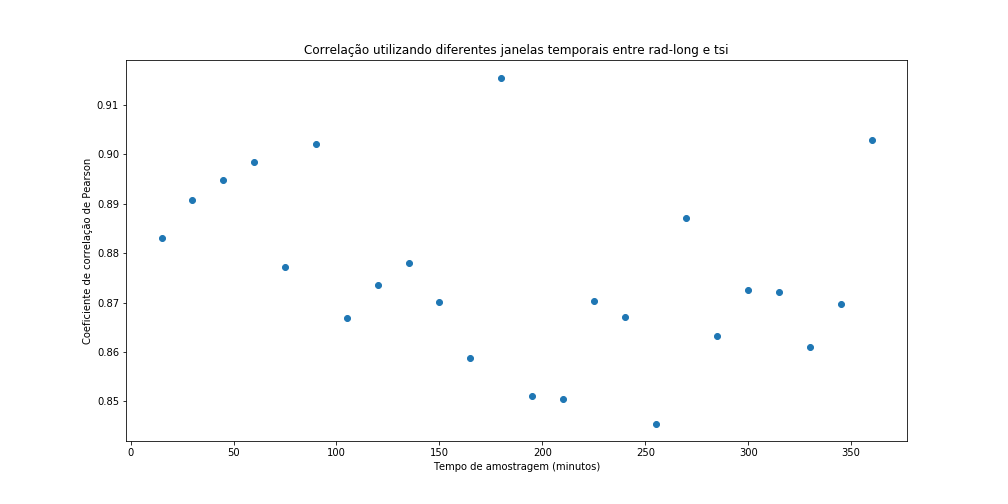 Correlação utilizando diferentes janelas temporais entre rad-long e tsi
Coeficiente de correlação de Pearson
0.91
0.90
0.89
0.88
0.87
0.86
0.85
0 50 100 150 200 250 300 350
Tempo de amostragem (minutos)